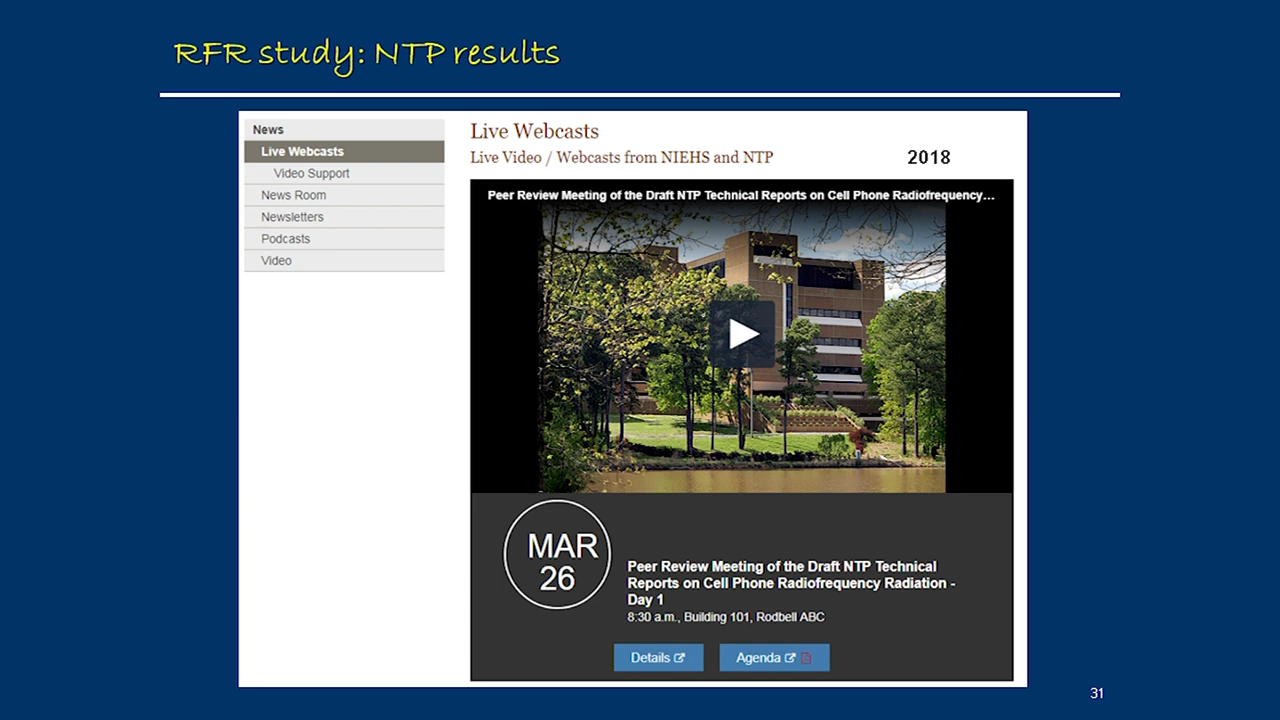 RFR study: NTP results
News
Live Webcasts
Video Support
News Room
Newsletters
Podcasts
Video
Live Webcasts
Live Video / Webcasts from NIEHS and NTP
2018
Peer Review Meeting of the Draft NTP Technical Reports on Cell Phone Radiofrequency...
MAR
26
Peer Review Meeting of the Draft NTP Technical
Reports on Cell Phone Radiofrequency Radiation -
Day 1
8:30 a.m., Building 101, Rodbell ABC
Details
Agenda
31